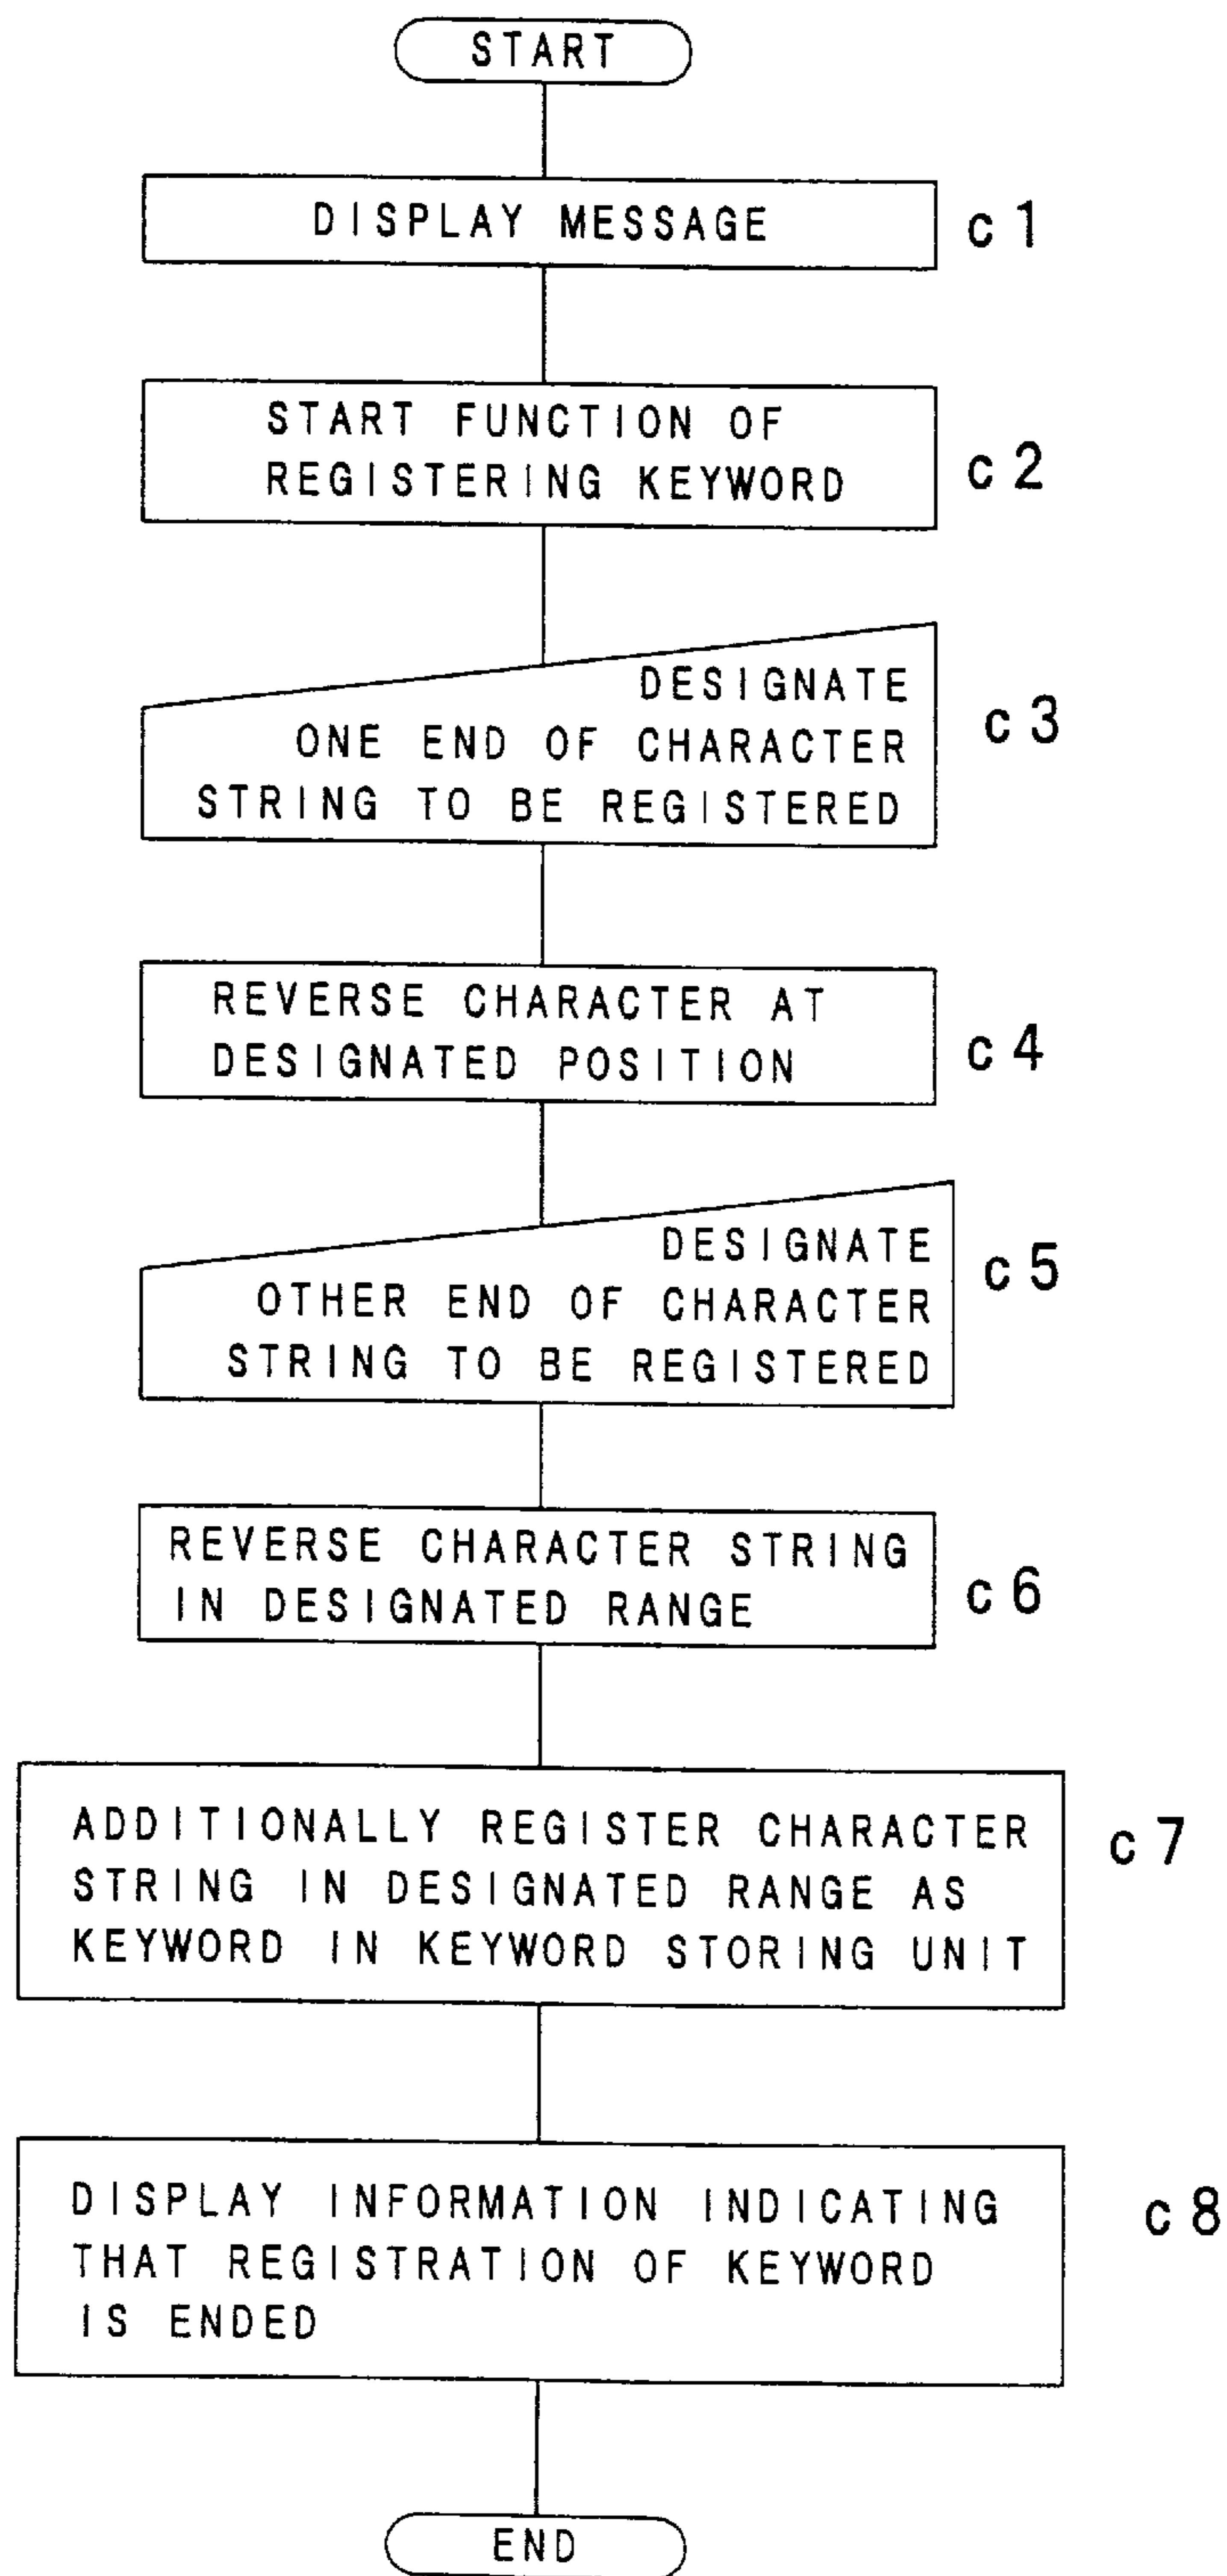 START
DISPLAY MESSAGE
c1
START FUNCTION OF
REGISTERING KEYWORD
c2
DESIGNATE
ONE END OF CHARACTER
STRING TO BE REGISTERED
c3
REVERSE CHARACTER AT
DESIGNATED POSITION
c4
DESIGNATE
OTHER END OF CHARACTER
STRING TO BE REGISTERED
c5
REVERSE CHARACTER STRING
IN DESIGNATED RANGE
c6
ADDITIONALLY REGISTER CHARACTER
STRING IN DESIGNATED RANGE AS
KEYWORD IN KEYWORD STORING UNIT
c7
DISPLAY INFORMATION INDICATING
THAT REGISTRATION OF KEYWORD
IS ENDED
c8
END